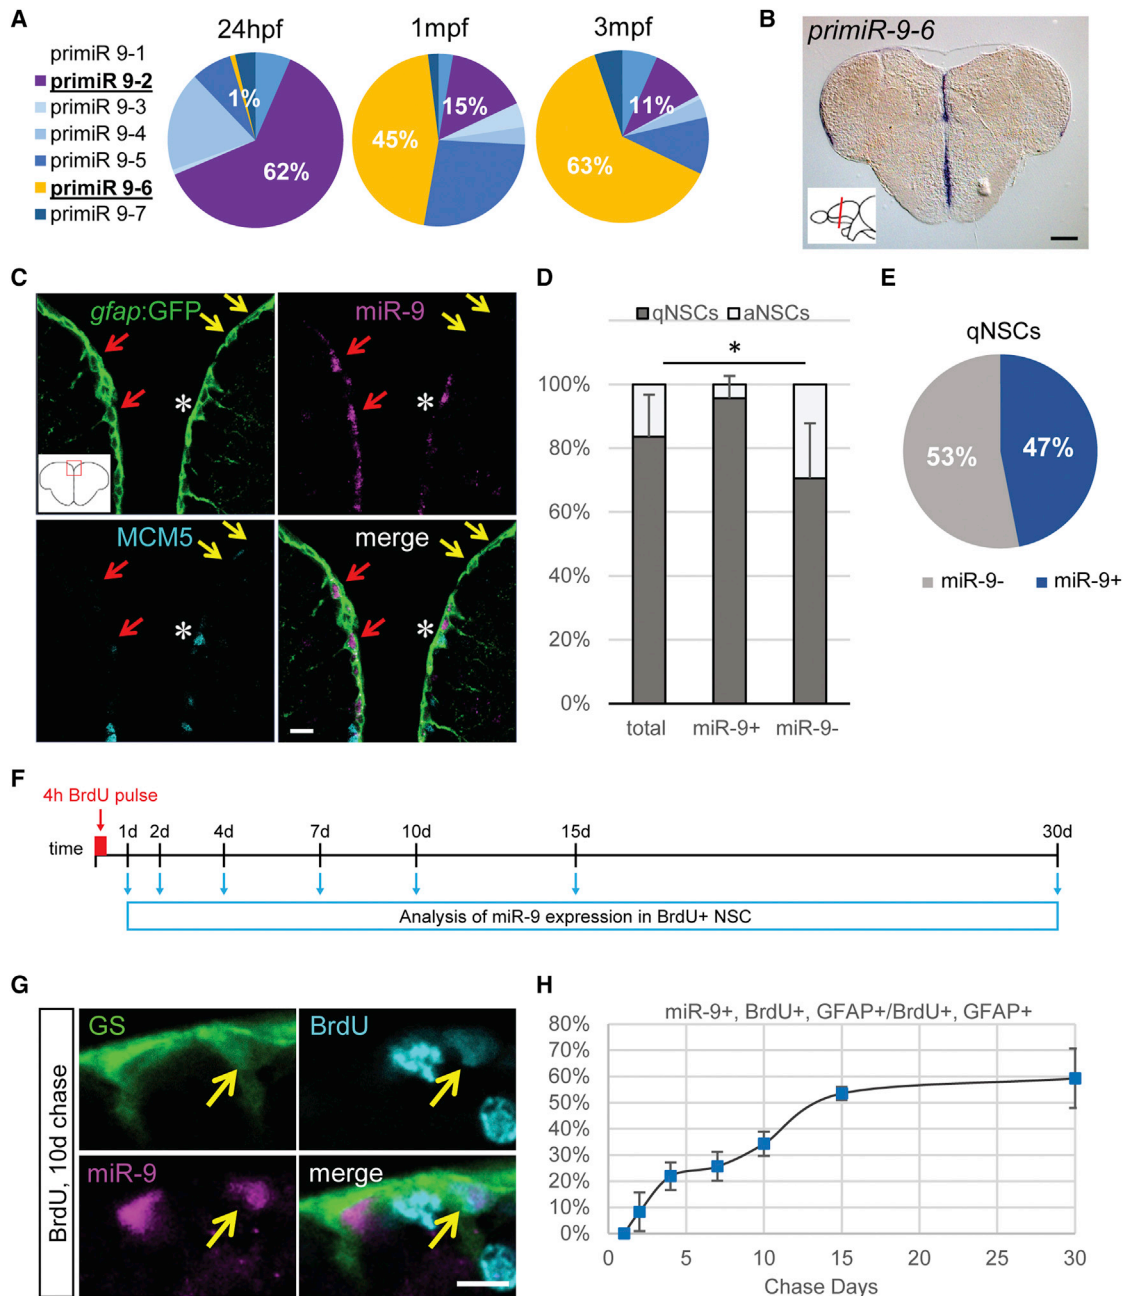 A
24hpf
1mpf
3mpf
primiR 9-1
primiR 9-2
primiR 9-3
primiR 9-4
primiR 9-5
primiR 9-6
primiR 9-7
1%
62%
15%
45%
11%
63%
B
primiR-9-6
C
gfap:GFP
miR-9
*
*
MCM5
merge
*
*
D
qNSCs
aNSCs
*
100%
80%
60%
40%
20%
0%
total
miR-9+
miR-9-
E
qNSCs
53%
47%
miR-9-
miR-9+
F
4h BrdU pulse
time
1d
2d
4d
7d
10d
15d
30d
Analysis of miR-9 expression in BrdU+ NSC
G
BrdU, 10d chase
GS
BrdU
miR-9
merge
H
miR-9+, BrdU+, GFAP+/BrdU+, GFAP+
80%
70%
60%
50%
40%
30%
20%
10%
0%
0
5
10
15
20
25
30
Chase Days